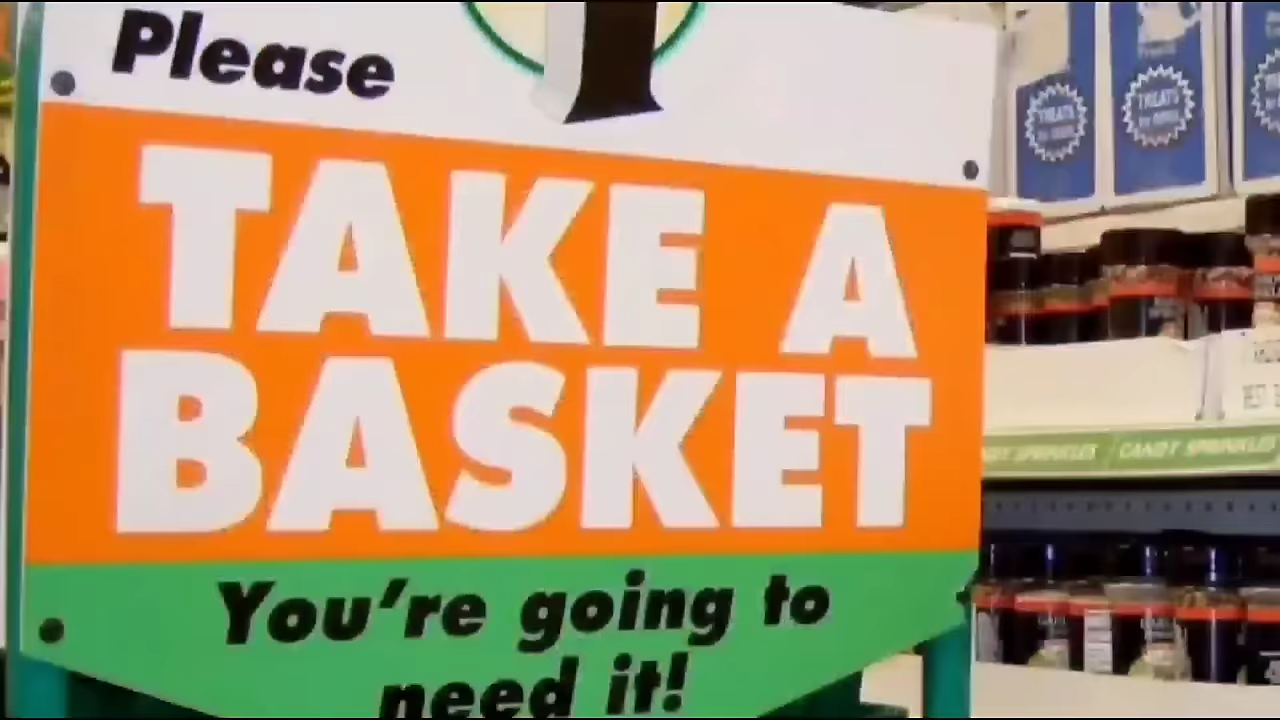 Please
TAKE A
BASKET
You're going to
need it!
TREATS
TREATS
CANDY SPRINKLES